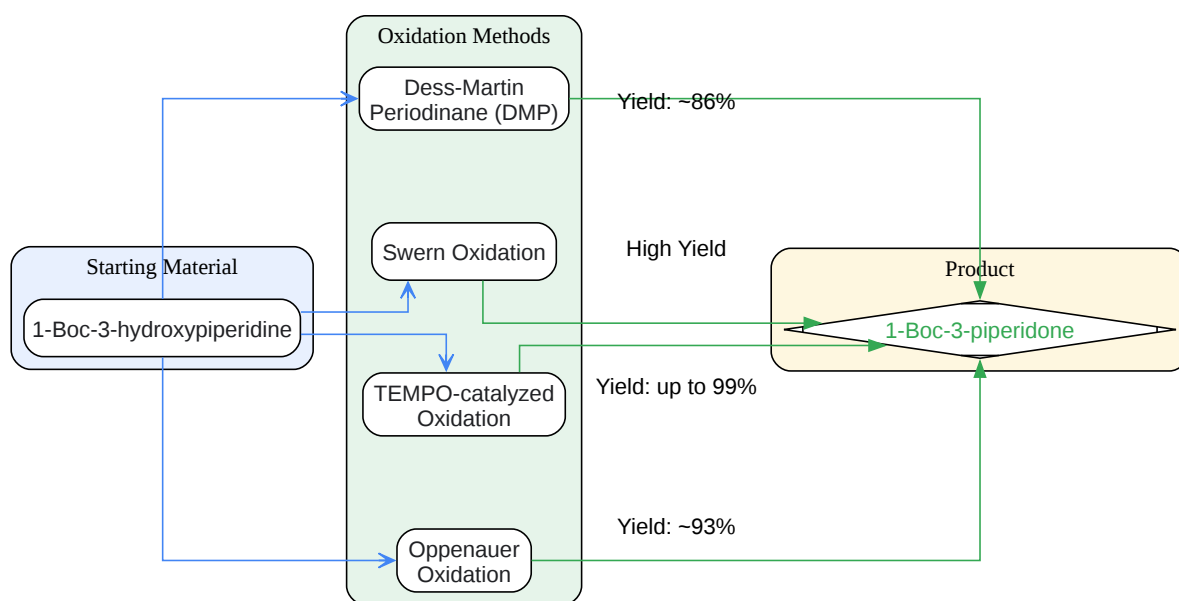 Oxidation Methods
Dess-Martin
Periodinane (DMP)
Yield: ~86%
Swern Oxidation
High Yield
Starting Material
1-Boc-3-hydroxypiperidine
Product
1-Boc-3-piperidone
TEMPO-catalyzed
Oxidation
Yield: up to 99%
Yield: ~93%
Oppenauer
Oxidation